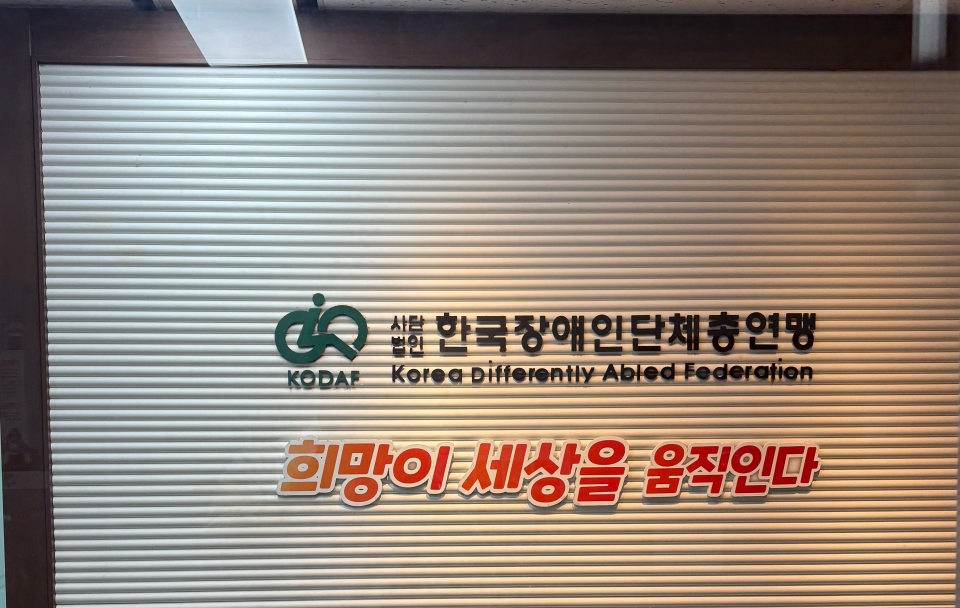 사단
법인
한국장애인단체총연맹
KODAF
Korea Differently Abled Federation
희망이 세상을 움직인다